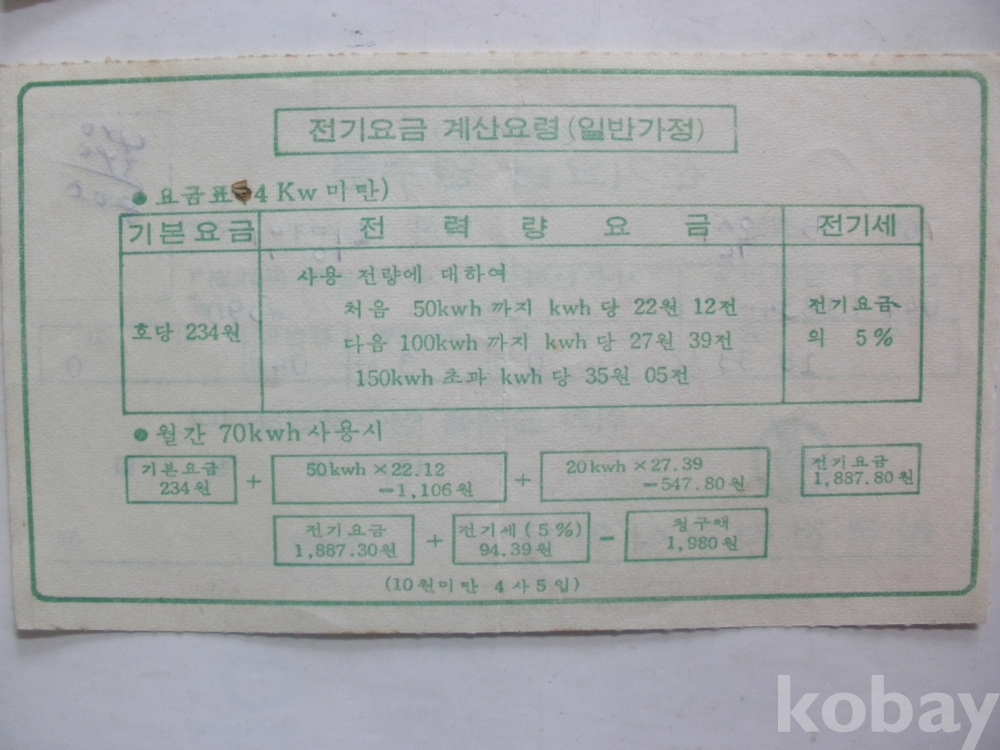 전기요금 계산요령(일반가정)
● 요금표 4Kw 미만)
기본요금 전력량요금 전기세
사용 전량에 대하여
처음 50kwh 까지 kwh 당 22원 12전
호당 234원 다음 100kwh 까지 kwh 당 27원 39전
150kwh 초과 kwh 당 35원 05전
전기요금
의 5%
● 월간 70kwh 사용시
기본요금
234원
+
50kwh ×22.12
−1,106원
+
20kwh ×27.39
−547.80원
전기요금
1,887.80원
전기요금
1,887.30원
+
전기세(5%)
94.39원
−
청구액
1,980원
(10원미만 4사5입)
kobay